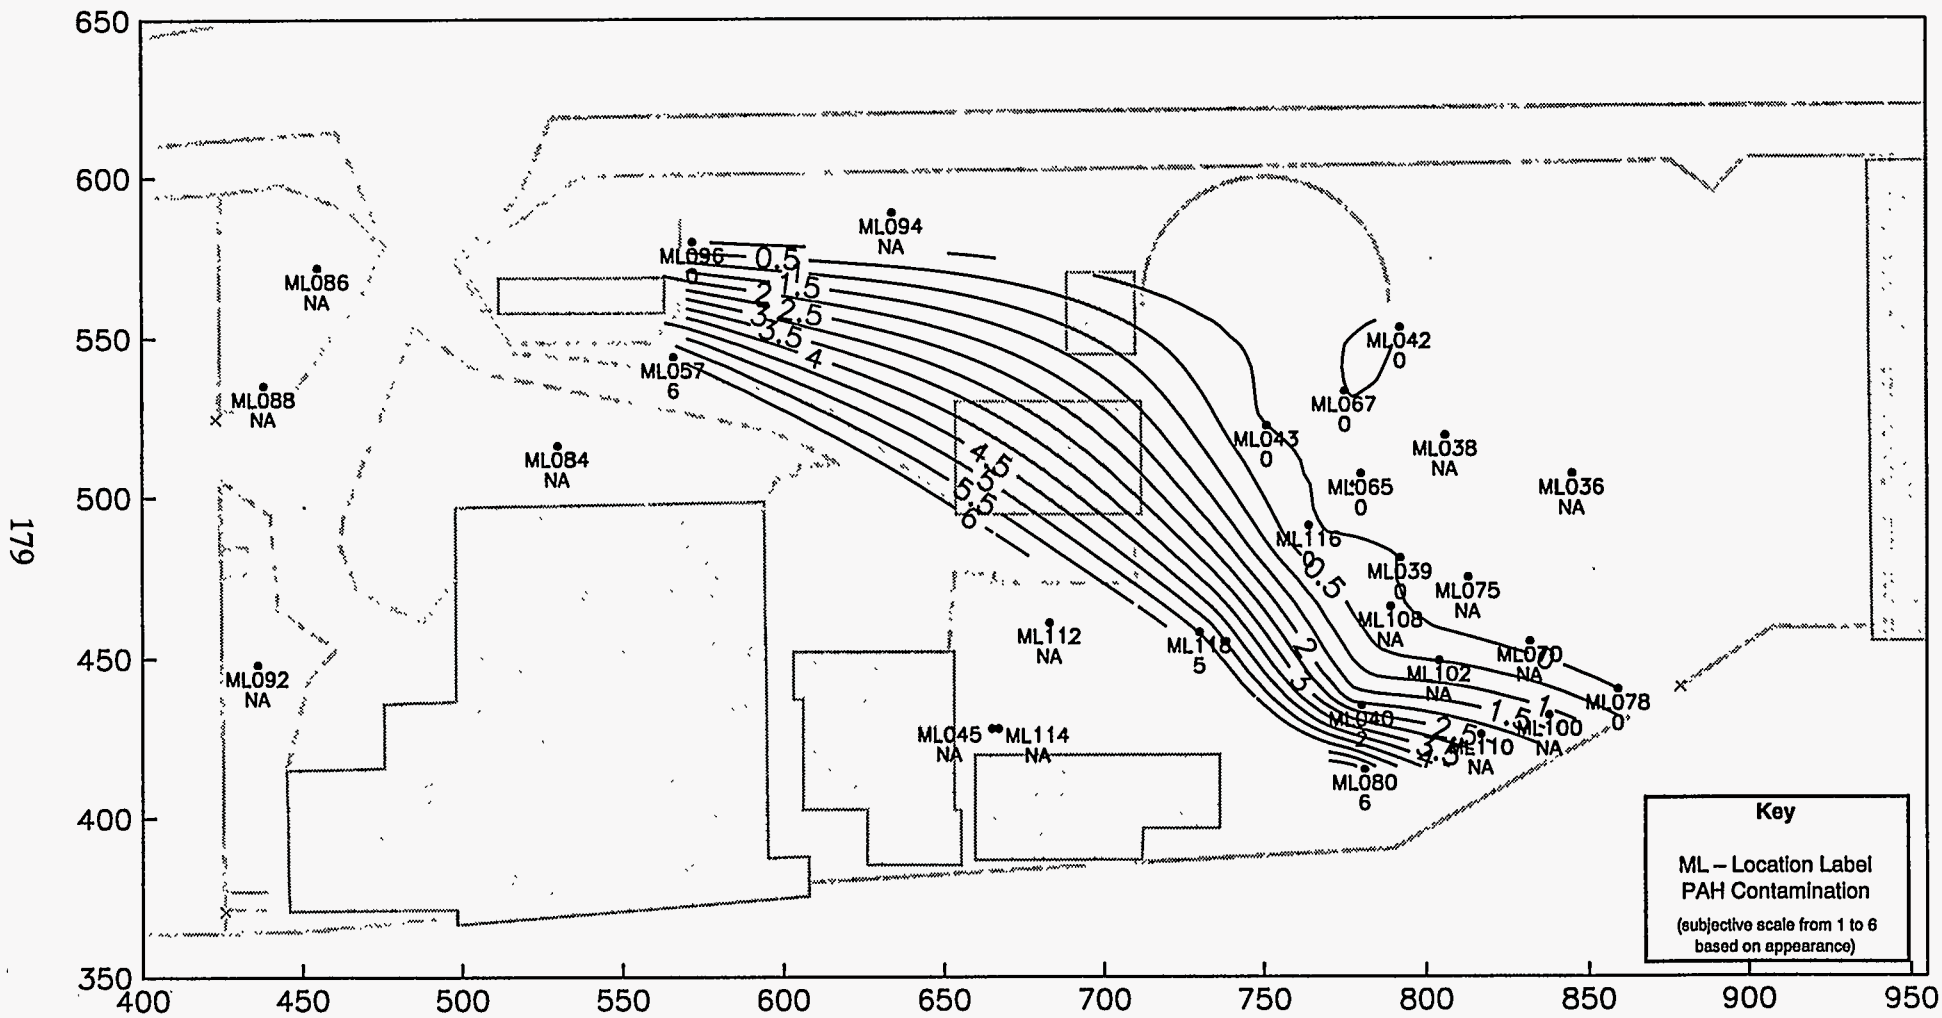 650
600
550
500
450
400
350
400
450
500
550
600
650
700
750
800
850
900
950
179
ML094
NA
ML096
0
ML086
NA
ML057
6
ML088
NA
ML084
NA
ML092
NA
ML042
0
ML067
0
ML043
0
ML038
NA
ML065
0
ML036
NA
ML116
0
ML039
0
ML075
NA
ML108
NA
ML112
NA
ML118
5
ML070
NA
ML102
NA
ML078
0
ML040
2
ML100
NA
ML110
NA
ML045
NA
ML114
NA
ML080
6
0.5
1
1.5
2
2.5
3
3.5
4
4.5
5
5.5
6
0.5
0
1
1.5
2
2.5
3
Key
ML – Location Label
PAH Contamination
(subjective scale from 1 to 6
based on appearance)